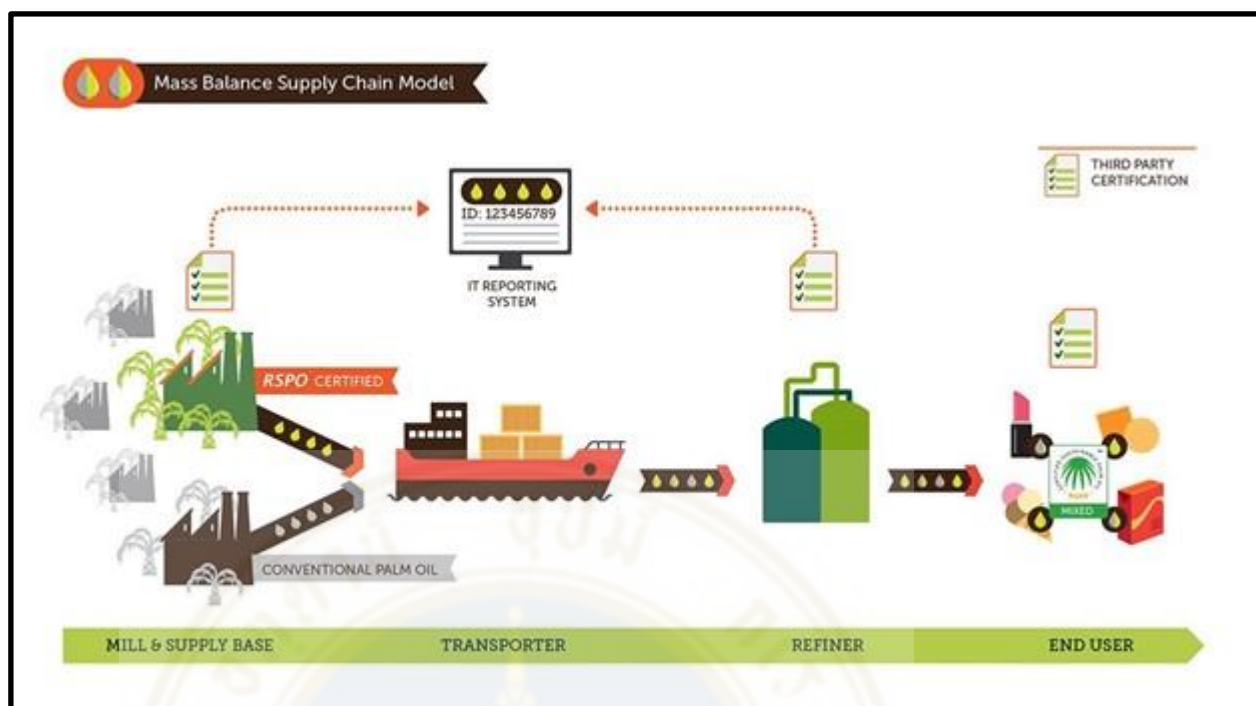 Mass Balance Supply Chain Model
THIRD PARTY
CERTIFICATION
ID: 123456789
IT REPORTING
SYSTEM
RSPO CERTIFIED
CONVENTIONAL PALM OIL
MIXED
MILL & SUPPLY BASE
TRANSPORTER
REFINER
END USER